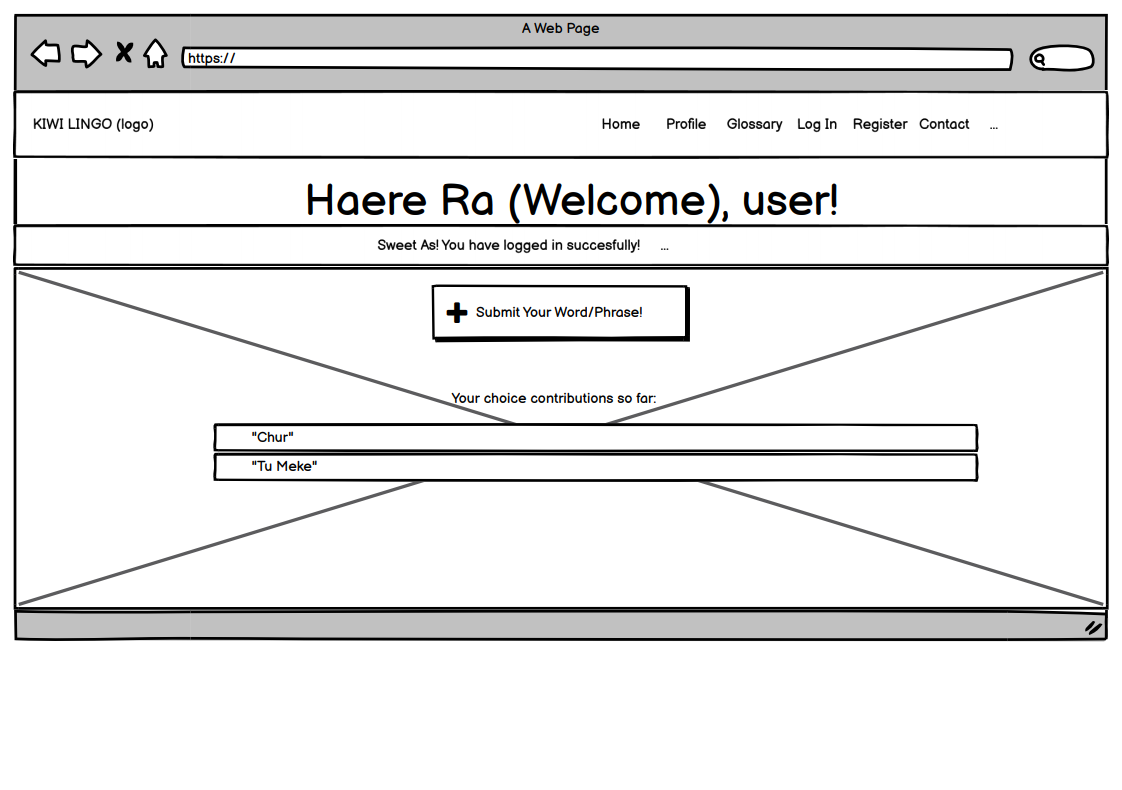 A Web Page
https://
KIWI LINGO (logo) Home Profile Glossary Log In Register Contact ...
Haere Ra (Welcome), user!
Sweet As! You have logged in succesfully! ...
Submit Your Word/Phrase!
Your choice contributions so far:
"Chur"
"Tu Meke"